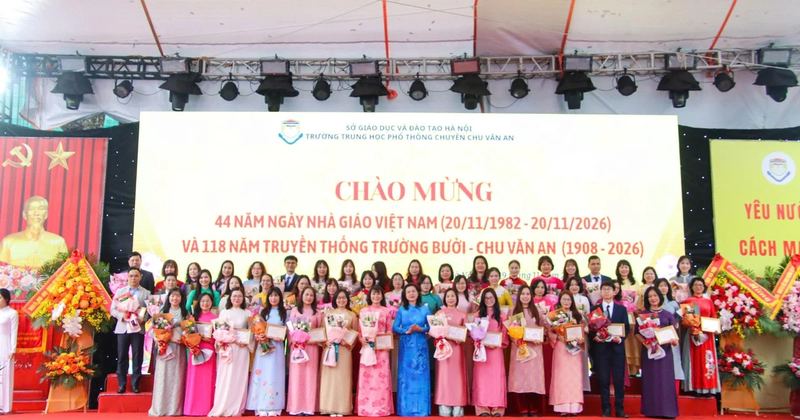 SỞ GIÁO DỤC VÀ ĐÀO TẠO HÀ NỘI
TRƯỜNG TRUNG HỌC PHỔ THÔNG CHUYÊN CHU VĂN AN
CHÀO MỪNG
44 NĂM NGÀY NHÀ GIÁO VIỆT NAM (20/11/1982 - 20/11/2026)
VÀ 118 NĂM TRUYỀN THỐNG TRƯỜNG BƯỞI - CHU VĂN AN (1908 - 2026)
YÊU NƯ
CÁCH M